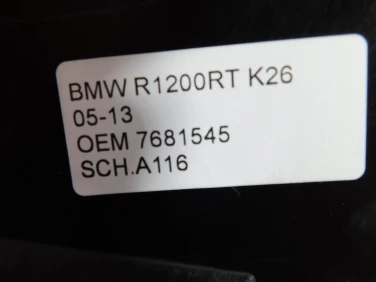 BMW R1200RT K26
05-13
OEM 7681545
SCH.A116